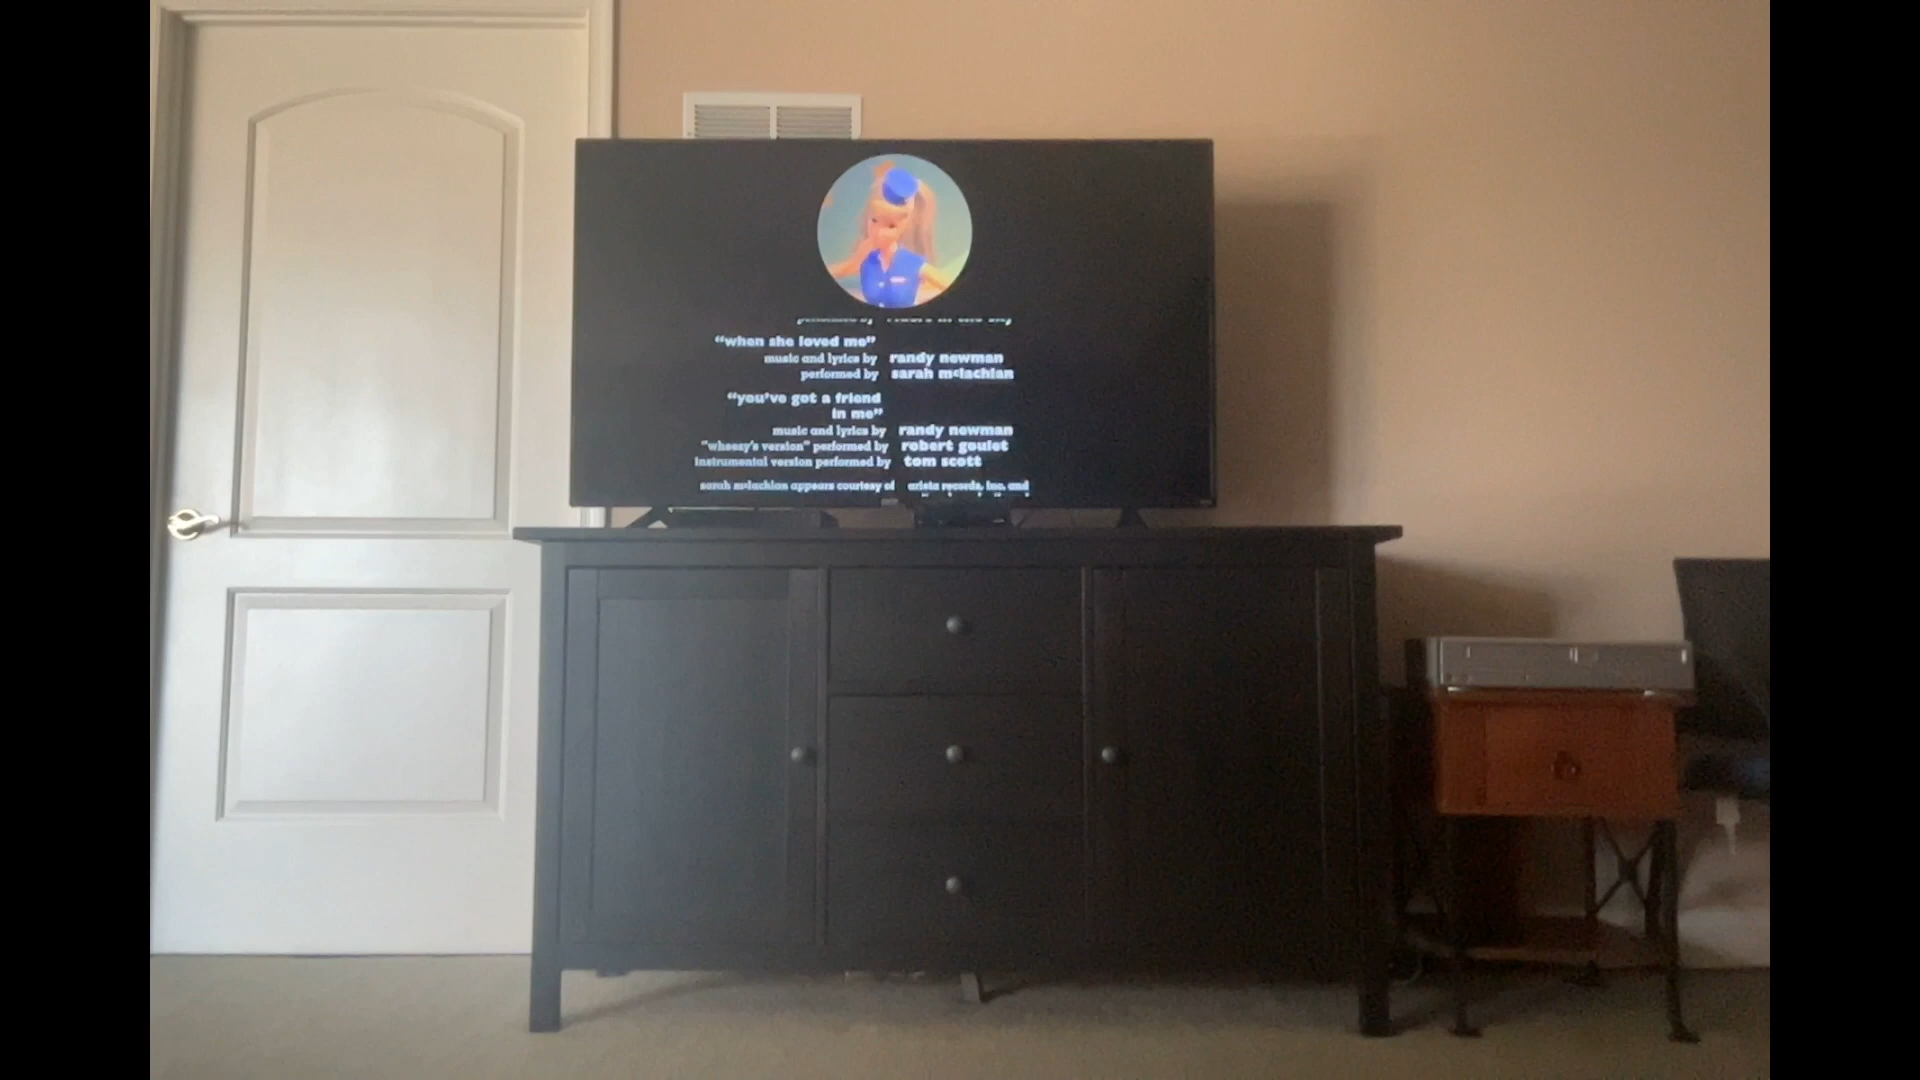 "when she loved me"
music and lyrics by randy newman
performed by sarah mclachlan
"you've got a friend
in me"
music and lyrics by randy newman
"wheezy's version" performed by robert goulet
instrumental version performed by tom scott
sarah mclachlan appears courtesy of arista records, inc. and